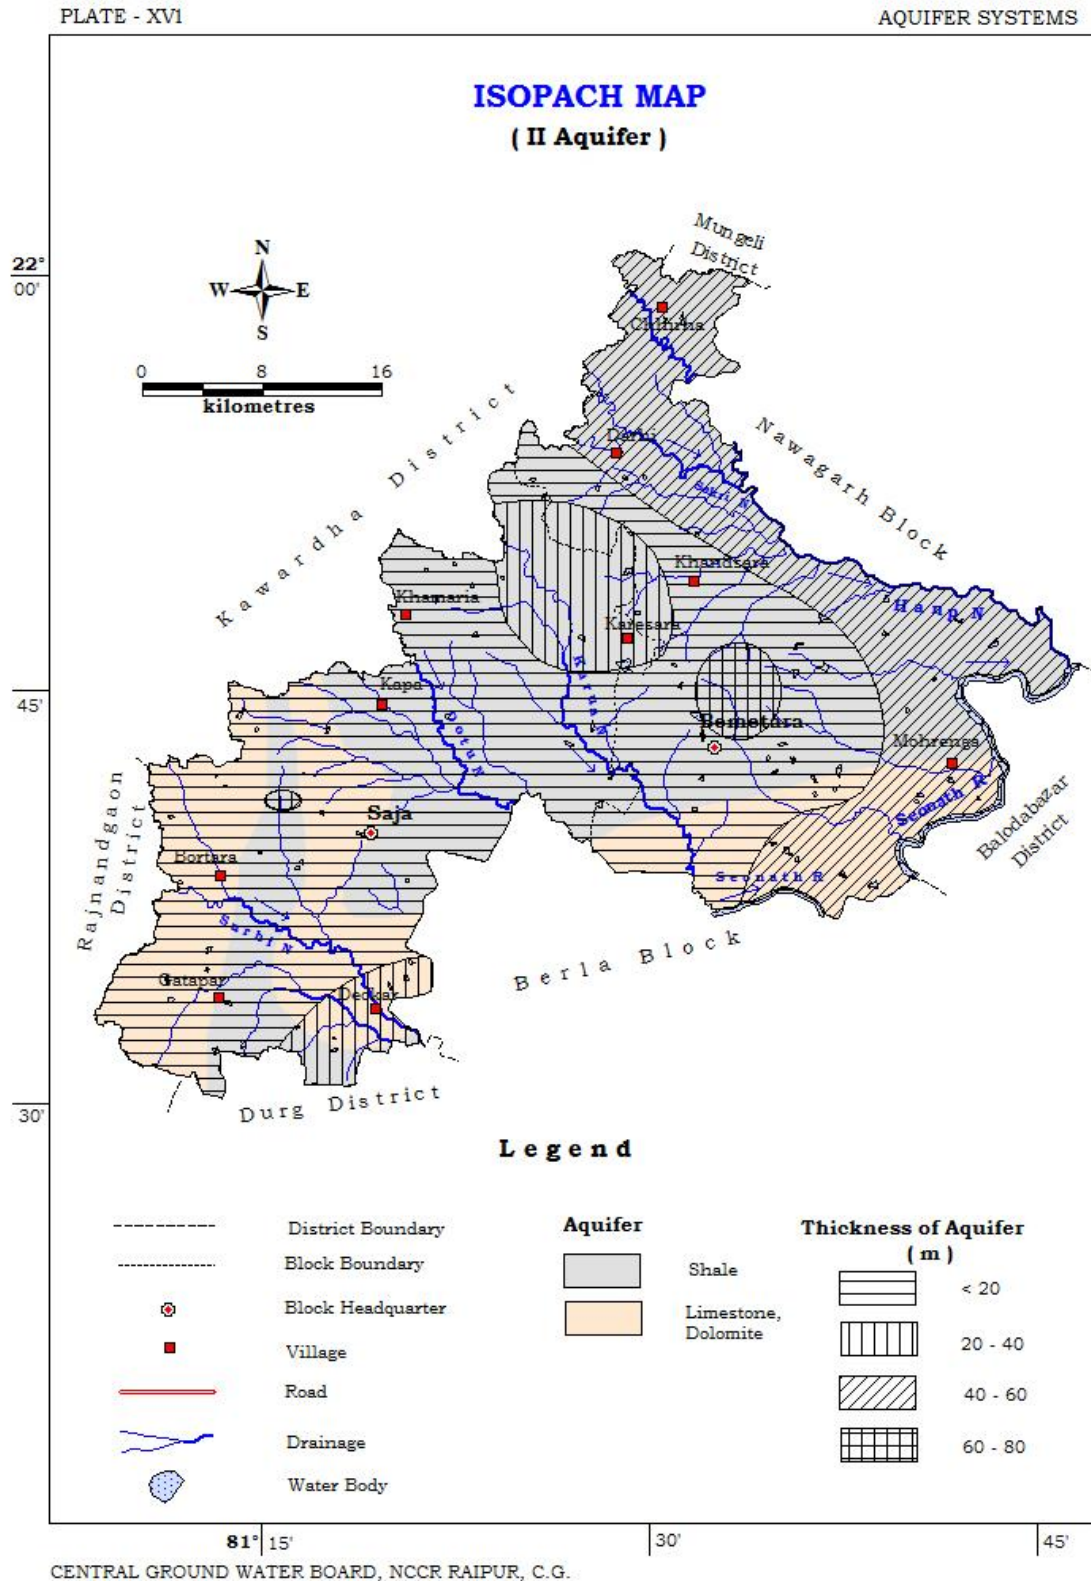 PLATE - XVI
AQUIFER SYSTEMS
ISOPACH MAP
( II Aquifer )
Mungeli
District
22°
00'
N
W
E
S
0
8
16
kilometres
Kawardha District
Darhi
Nawagarh Block
Sakri N
Khandsara
Khamaria
Hanp N
Karesara
Karua N
Kapa
45'
Dotu N
Bemetara
Mohrenga
Seonath R
Balodabazar
District
Rajnandgaon
District
Saja
Bortara
Seonath R
Surhi N
Berla Block
Gatapar
Deokar
Durg District
30'
Legend
District Boundary
Block Boundary
Block Headquarter
Village
Road
Drainage
Water Body
Aquifer
Shale
Limestone,
Dolomite
Thickness of Aquifer
( m )
< 20
20 - 40
40 - 60
60 - 80
81° 15'
30'
45'
CENTRAL GROUND WATER BOARD, NCCR RAIPUR, C.G.